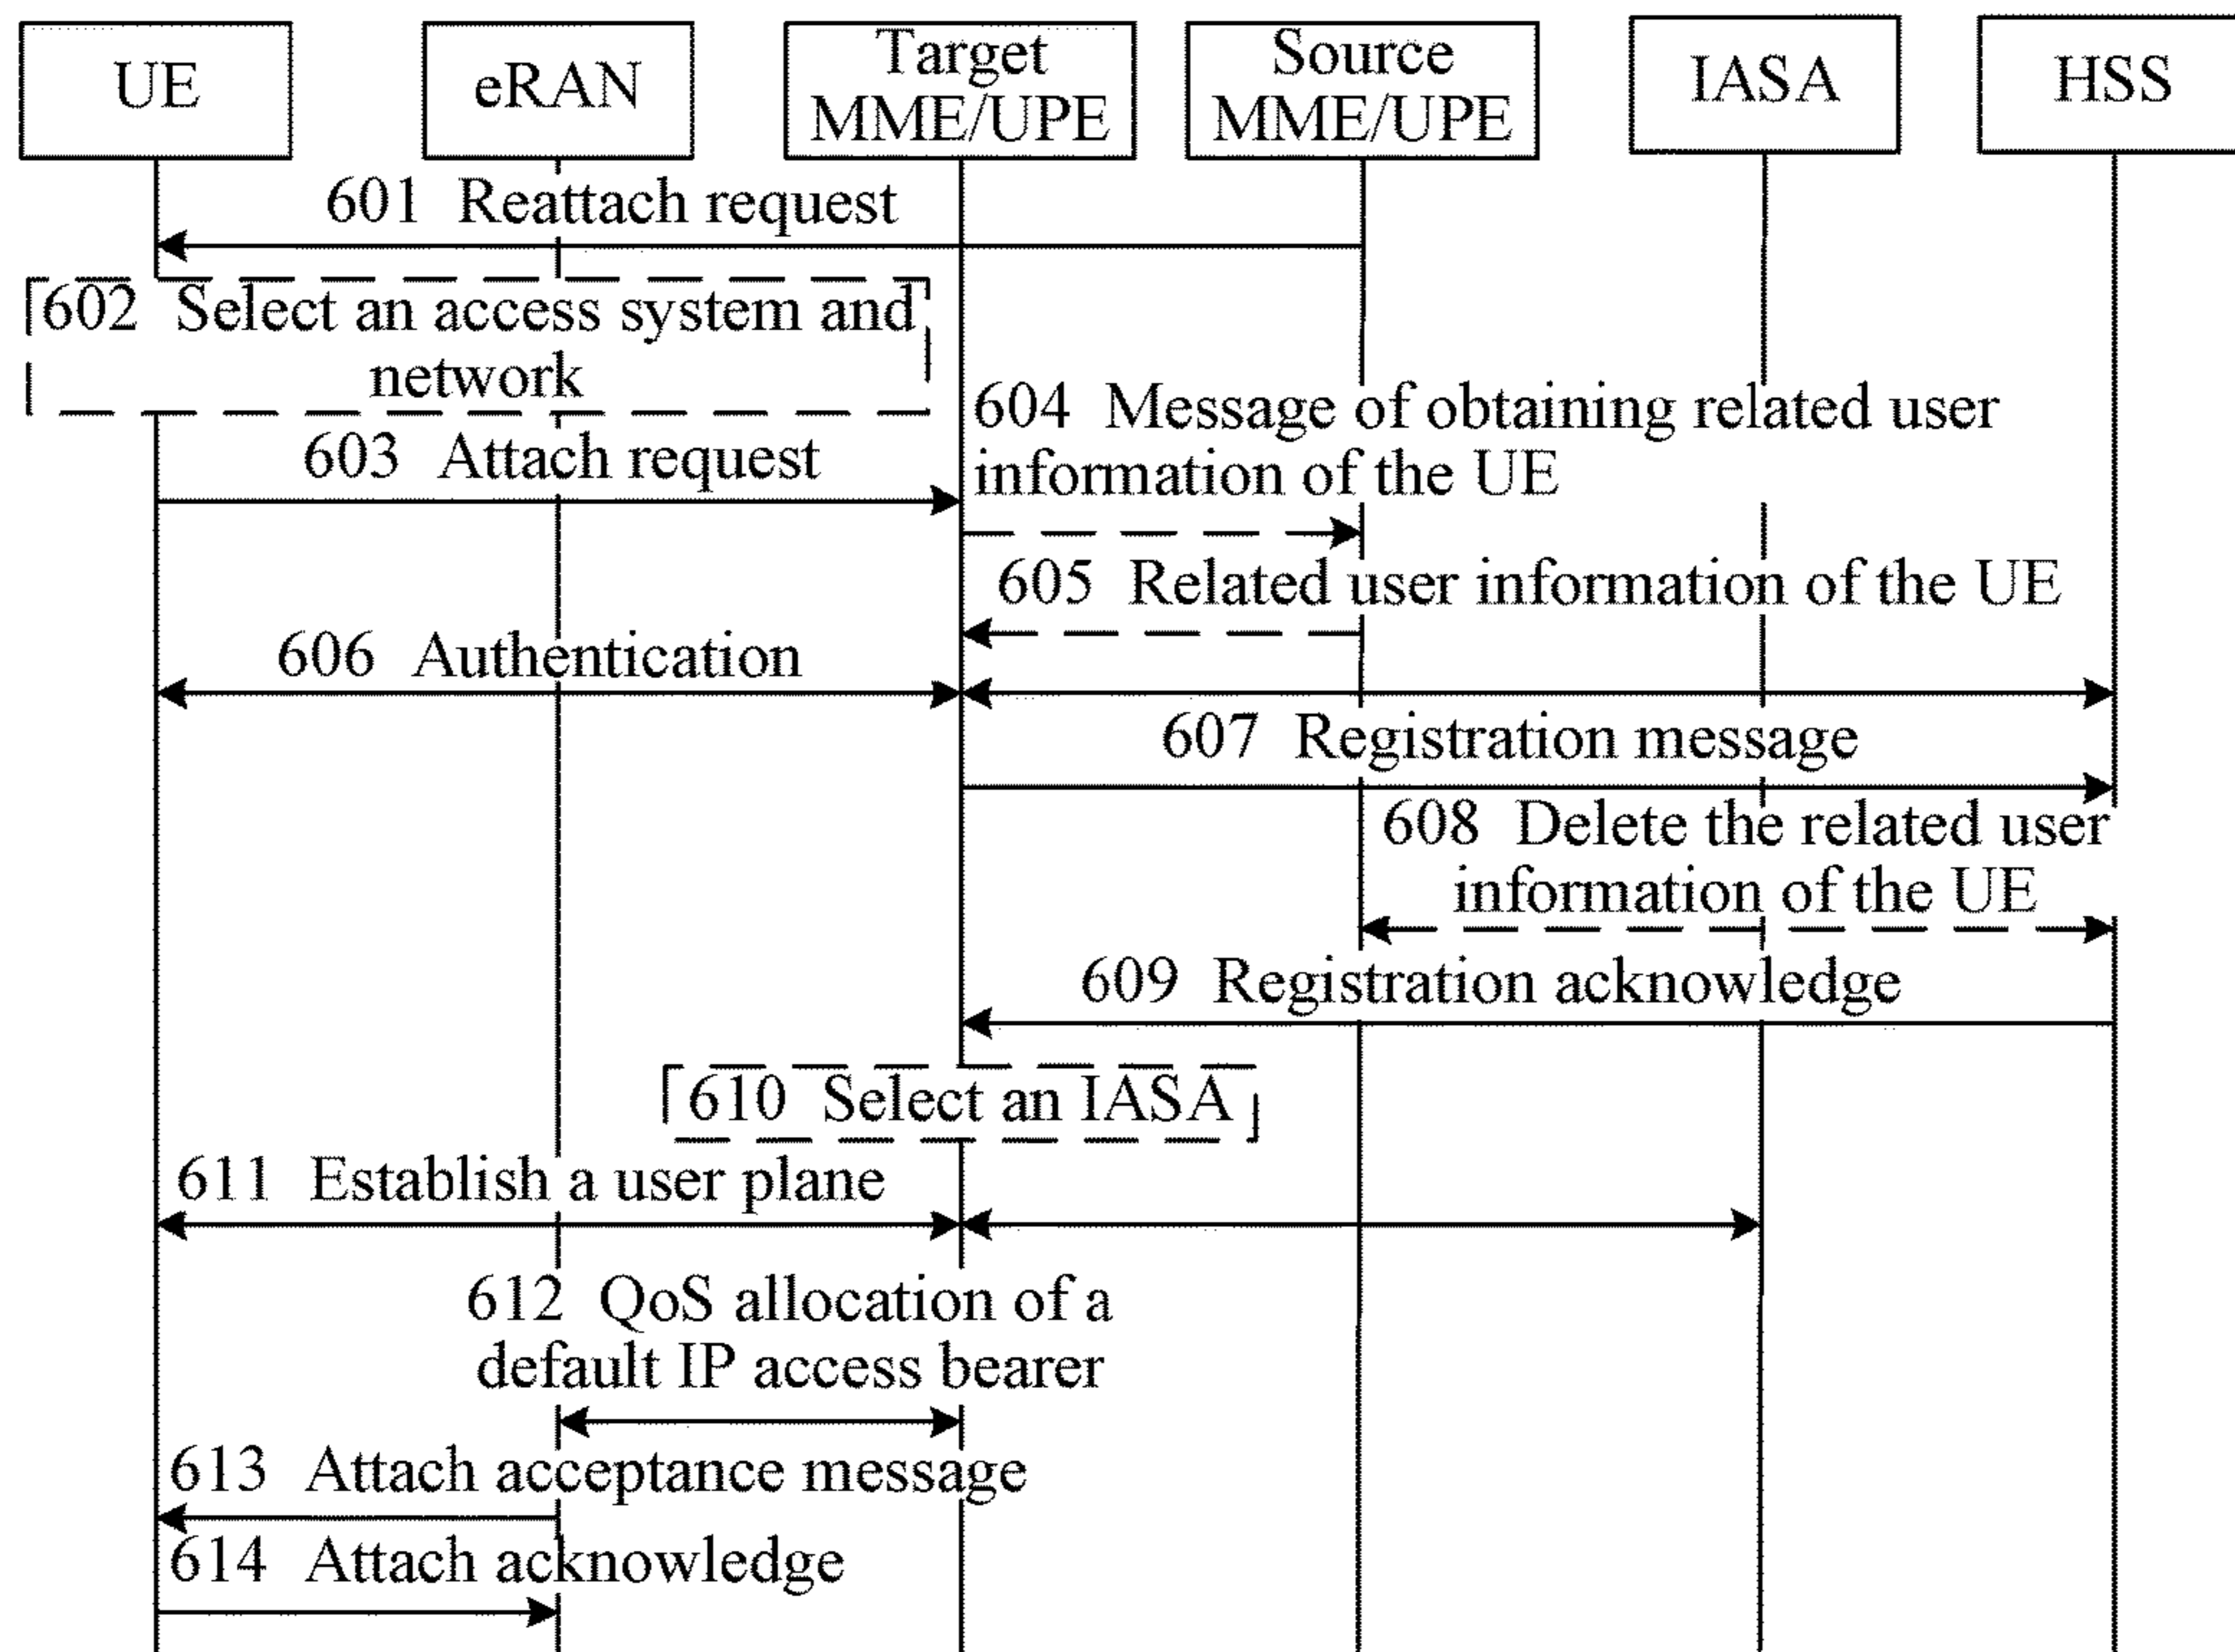 UE
eRAN
Target
MME/UPE
Source
MME/UPE
IASA
HSS
601 Reattach request
602 Select an access system and
network
603 Attach request
604 Message of obtaining related user
information of the UE
605 Related user information of the UE
606 Authentication
607 Registration message
608 Delete the related user
information of the UE
609 Registration acknowledge
610 Select an IASA
611 Establish a user plane
612 QoS allocation of a
default IP access bearer
613 Attach acceptance message
614 Attach acknowledge